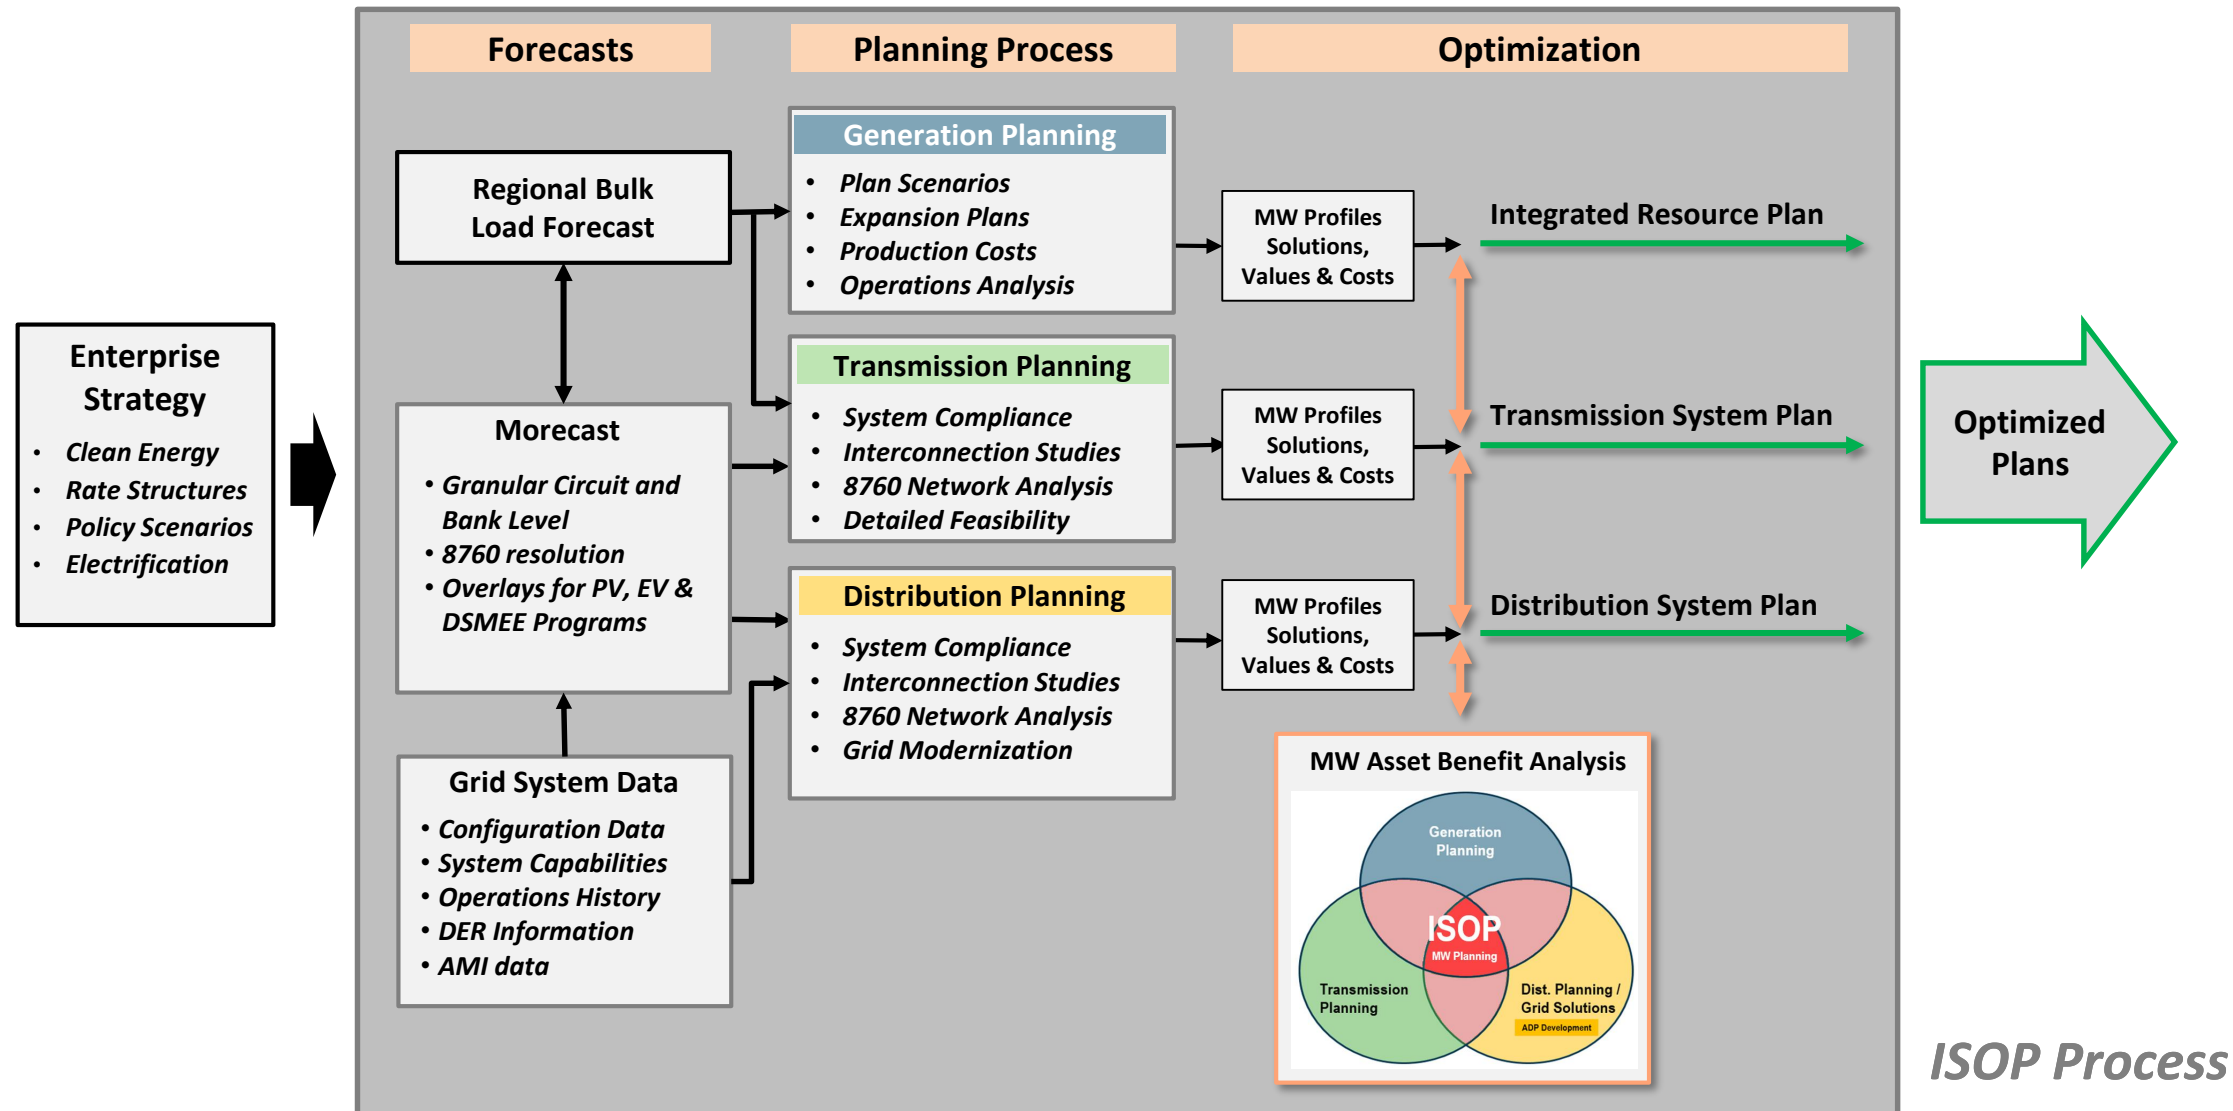 Forecasts
Planning Process
Optimization
Enterprise
Strategy
• Clean Energy
• Rate Structures
• Policy Scenarios
• Electrification
Regional Bulk
Load Forecast
Morecast
• Granular Circuit and
Bank Level
• 8760 resolution
• Overlays for PV, EV &
DSMEE Programs
Grid System Data
• Configuration Data
• System Capabilities
• Operations History
• DER Information
• AMI data
Generation Planning
• Plan Scenarios
• Expansion Plans
• Production Costs
• Operations Analysis
Transmission Planning
• System Compliance
• Interconnection Studies
• 8760 Network Analysis
• Detailed Feasibility
Distribution Planning
• System Compliance
• Interconnection Studies
• 8760 Network Analysis
• Grid Modernization
MW Profiles
Solutions,
Values & Costs
Integrated Resource Plan
MW Profiles
Solutions,
Values & Costs
Transmission System Plan
MW Profiles
Solutions,
Values & Costs
Distribution System Plan
MW Asset Benefit Analysis
Generation
Planning
ISOP
MW Planning
Transmission
Planning
Dist. Planning /
Grid Solutions
ADP Development
Optimized
Plans
ISOP Process